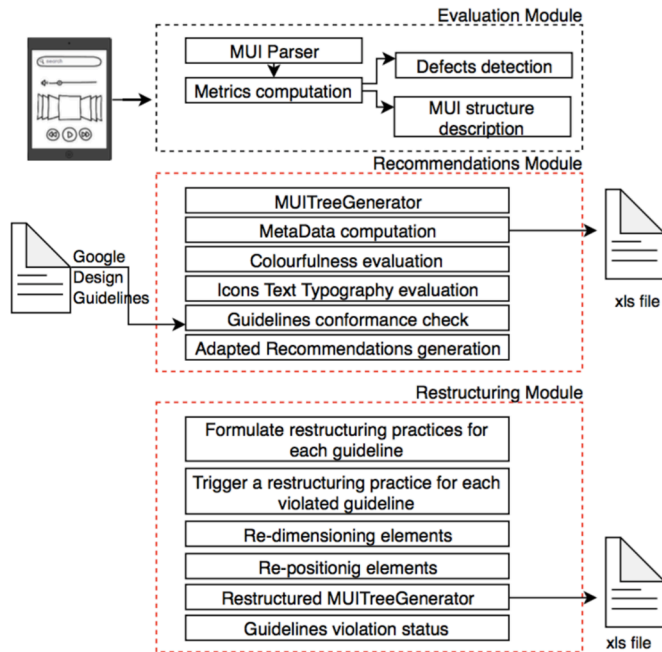 Evaluation Module
search
MUI Parser
Metrics computation
Defects detection
MUI structure
description
Recommendations Module
MUITreeGenerator
MetaData computation
Colourfulness evaluation
Icons Text Typography evaluation
Guidelines conformance check
Adapted Recommendations generation
Google
Design
Guidelines
xls file
Restructuring Module
Formulate restructuring practices for
each guideline
Trigger a restructuring practice for each
violated guideline
Re-dimensioning elements
Re-positionig elements
Restructured MUITreeGenerator
Guidelines violation status
xls file